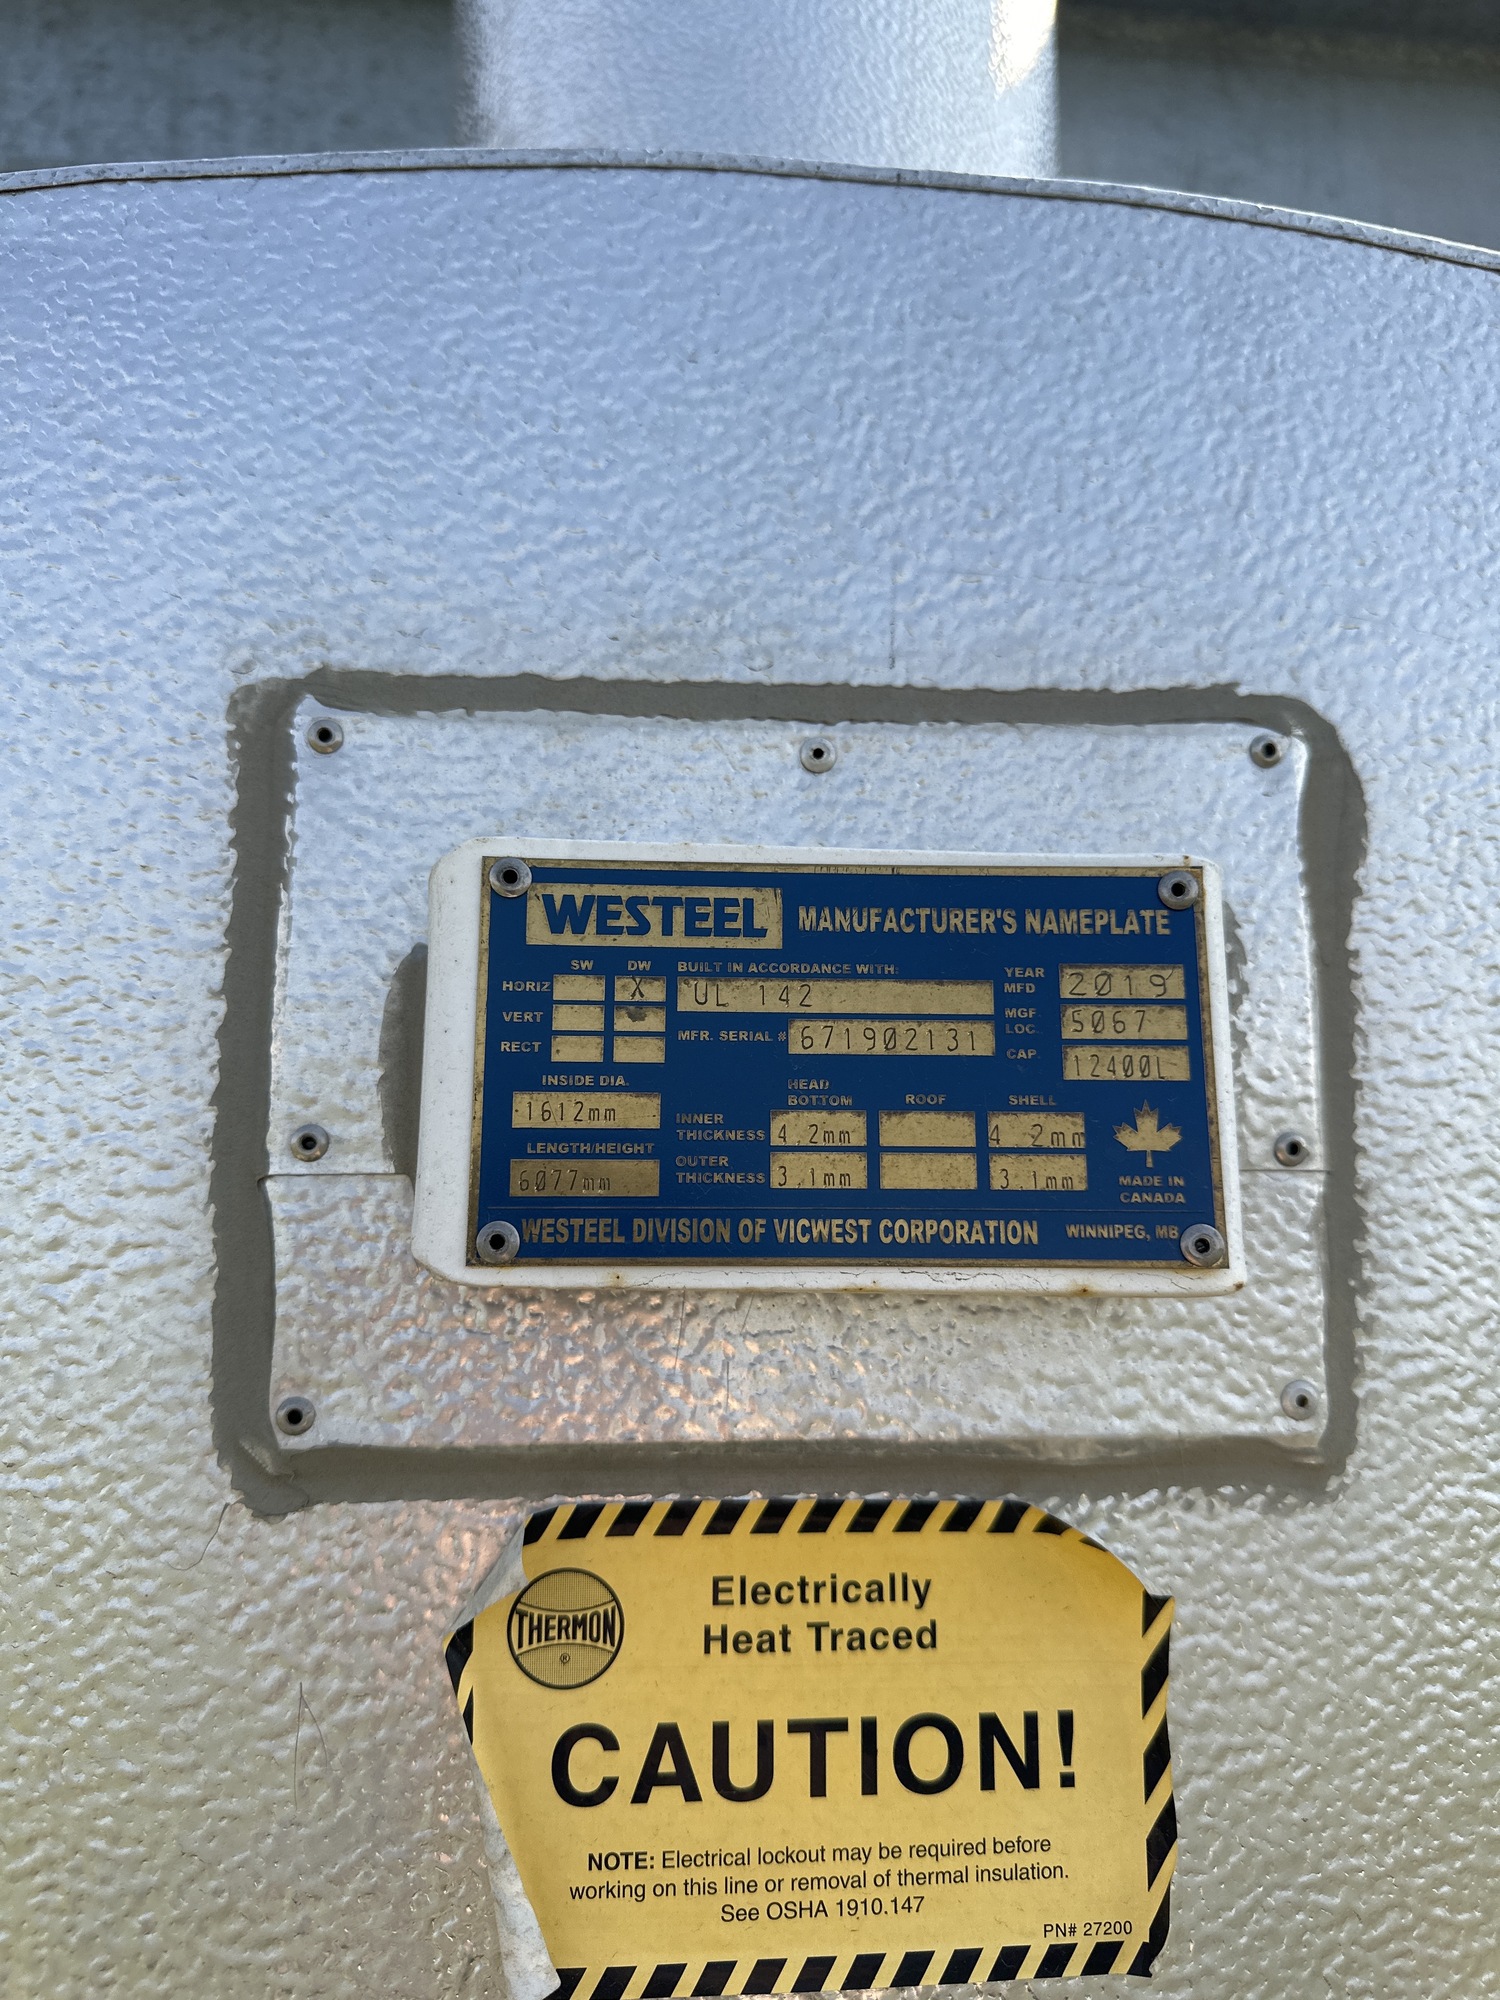 WESTEEL MANUFACTURER'S NAMEPLATE
SW DW BUILT IN ACCORDANCE WITH: YEAR MFD 2019
HORIZ X UL 142
VERT MFR. SERIAL # 671902131 MGF. LOC. 5067
RECT CAP. 12400L
INSIDE DIA. HEAD BOTTOM ROOF SHELL
1612mm INNER THICKNESS 4.2mm 4.2mm
LENGTH/HEIGHT
6077mm OUTER THICKNESS 3.1mm 3.1mm MADE IN CANADA
WESTEEL DIVISION OF VICWEST CORPORATION WINNIPEG, MB
THERMON
®
Electrically
Heat Traced
CAUTION!
NOTE: Electrical lockout may be required before
working on this line or removal of thermal insulation.
See OSHA 1910.147
PN# 27200